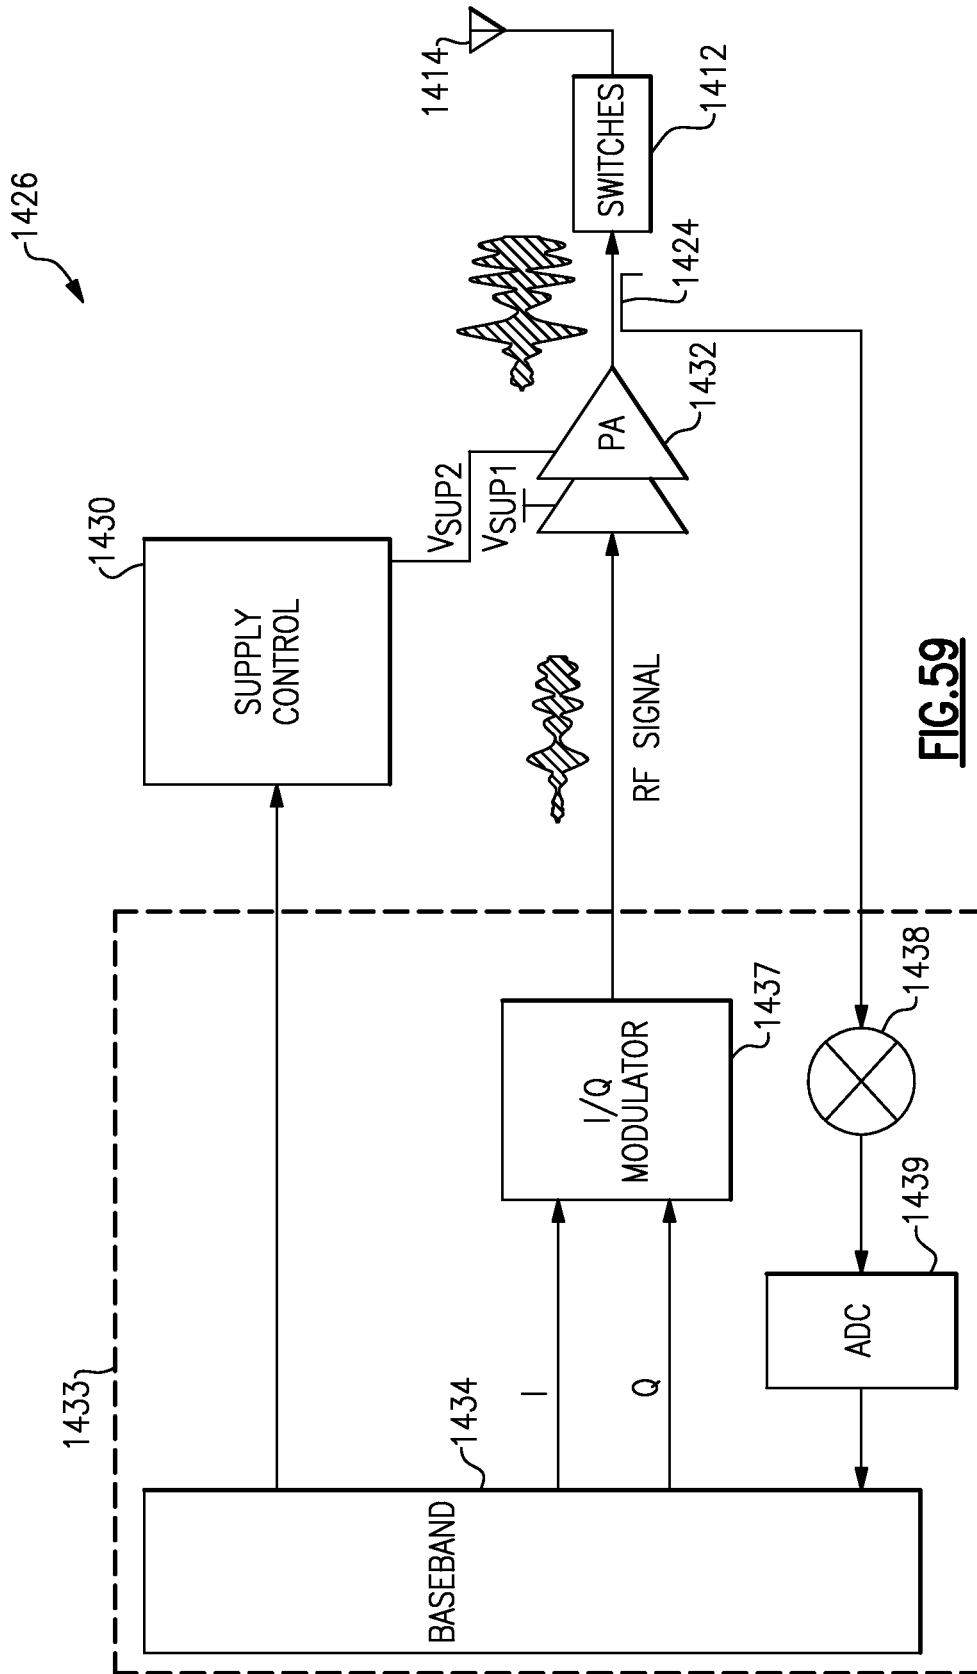 1426
1433
1434
BASEBAND
I
Q
I/Q
MODULATOR
1437
ADC
1439
1438
SUPPLY
CONTROL
1430
RF SIGNAL
VSUP2
VSUP1
PA
1432
1424
SWITCHES
1412
1414
FIG.59